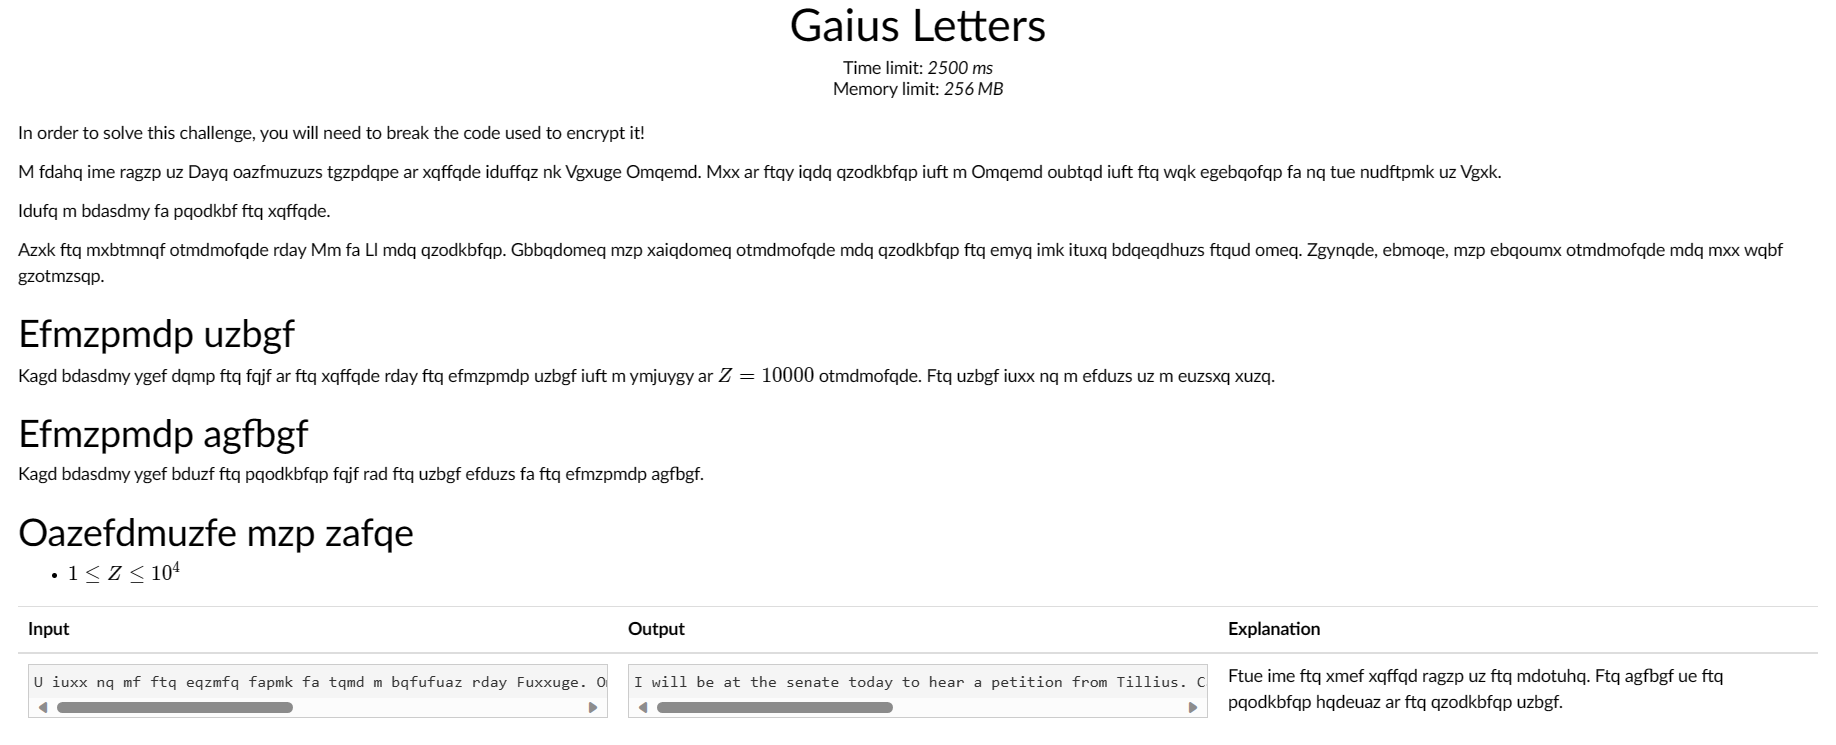 Gaius Letters
Time limit: 2500 ms
Memory limit: 256 MB
In order to solve this challenge, you will need to break the code used to encrypt it!
M fdahq ime ragzp uz Dayq oazfmuzuzs tgzpdqpe ar xqffqde iduffqz nk Vgxuge Omqemd. Mxx ar ftqy iqdq qzodkbfqp iuft m Omqemd oubtqd iuft ftq wqk egebqofqp fa nq tue nudftpmk uz Vgxk.
Idufq m bdasdmy fa pqodkbf ftq xqffqde.
Azxk ftq mxbtmnqf otmdmofqde rday Mm fa Ll mdq qzodkbfqp. Gbbqdomeq mzp xaiqdomeq otmdmofqde mdq qzodkbfqp ftq emyq imk ituxq bdqeqdhuzs ftqud omeq. Zgynqde, ebmoqe, mzp ebqoumx otmdmofqde mdq mxx wqbf
gzotmzsqp.
Efmzpmdp uzbgf
Kagd bdasdmy ygef dqmp ftq fqjf ar ftq xqffqde rday ftq efmzpmdp uzbgf iuft m ymjuygy ar Z = 10000 otmdmofqde. Ftq uzbgf iuxx nq m efduzs uz m euzsxq xuzq.
Efmzpmdp agfbgf
Kagd bdasdmy ygef bduzf ftq pqodkbfqp fqjf rad ftq uzbgf efduzs fa ftq efmzpmdp agfbgf.
Oazefdmuzfe mzp zafqe
• 1 ≤ Z ≤ 10⁴
Input Output Explanation
U iuxx nq mf ftq eqzmfq fapmk fa tqmd m bqfufuaz rday Fuxxuge. I will be at the senate today to hear a petition from Tillius. C Ftue ime ftq xmef xqffqd ragzp uz ftq mdotuhq. Ftq agfbgf ue ftq
pqodkbfqp hqdeuaz ar ftq qzodkbfqp uzbgf.